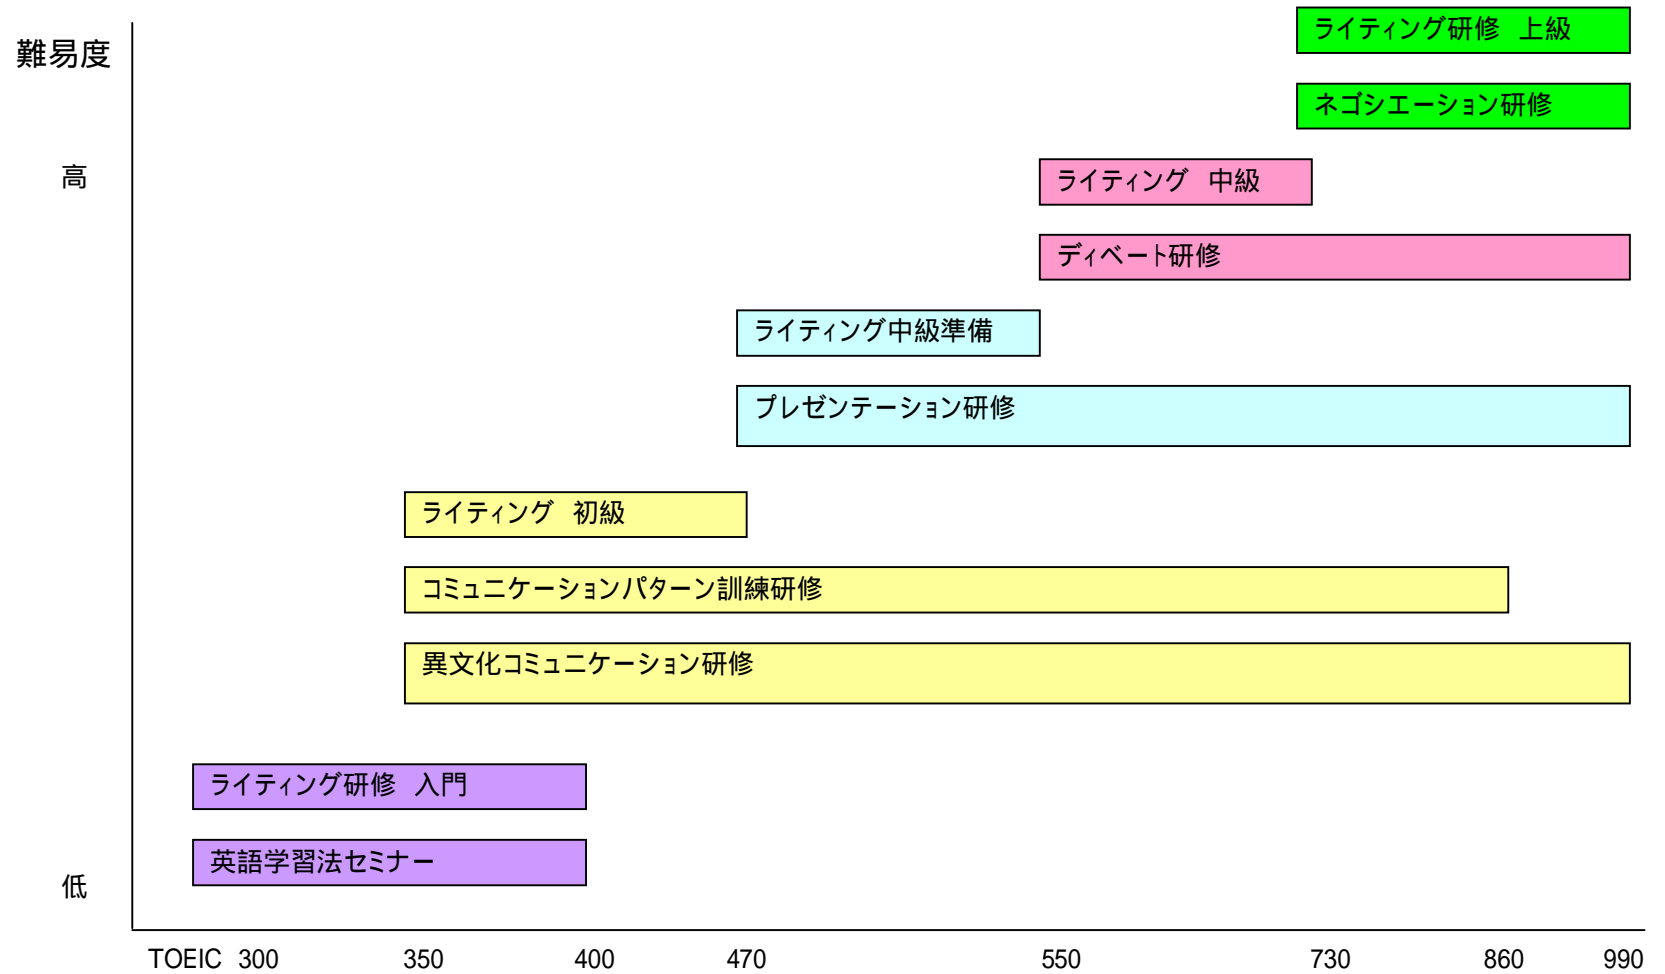 ライティング研修　上級
難易度
ネゴシエーション研修
高
ライティング　中級
ディベート研修
ライティング中級準備
プレゼンテーション研修
ライティング　初級
コミュニケーションパターン訓練研修
異文化コミュニケーション研修
ライティング研修　入門
英語学習法セミナー
低
TOEIC 300 350 400 470 550 730 860 990